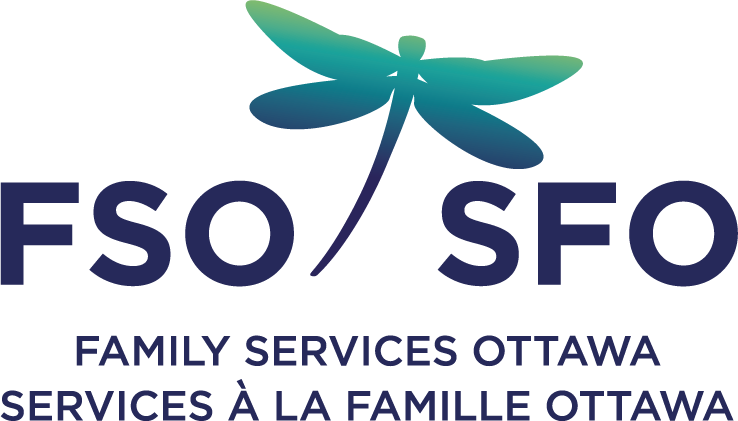 FSO SFO
FAMILY SERVICES OTTAWA
SERVICES À LA FAMILLE OTTAWA